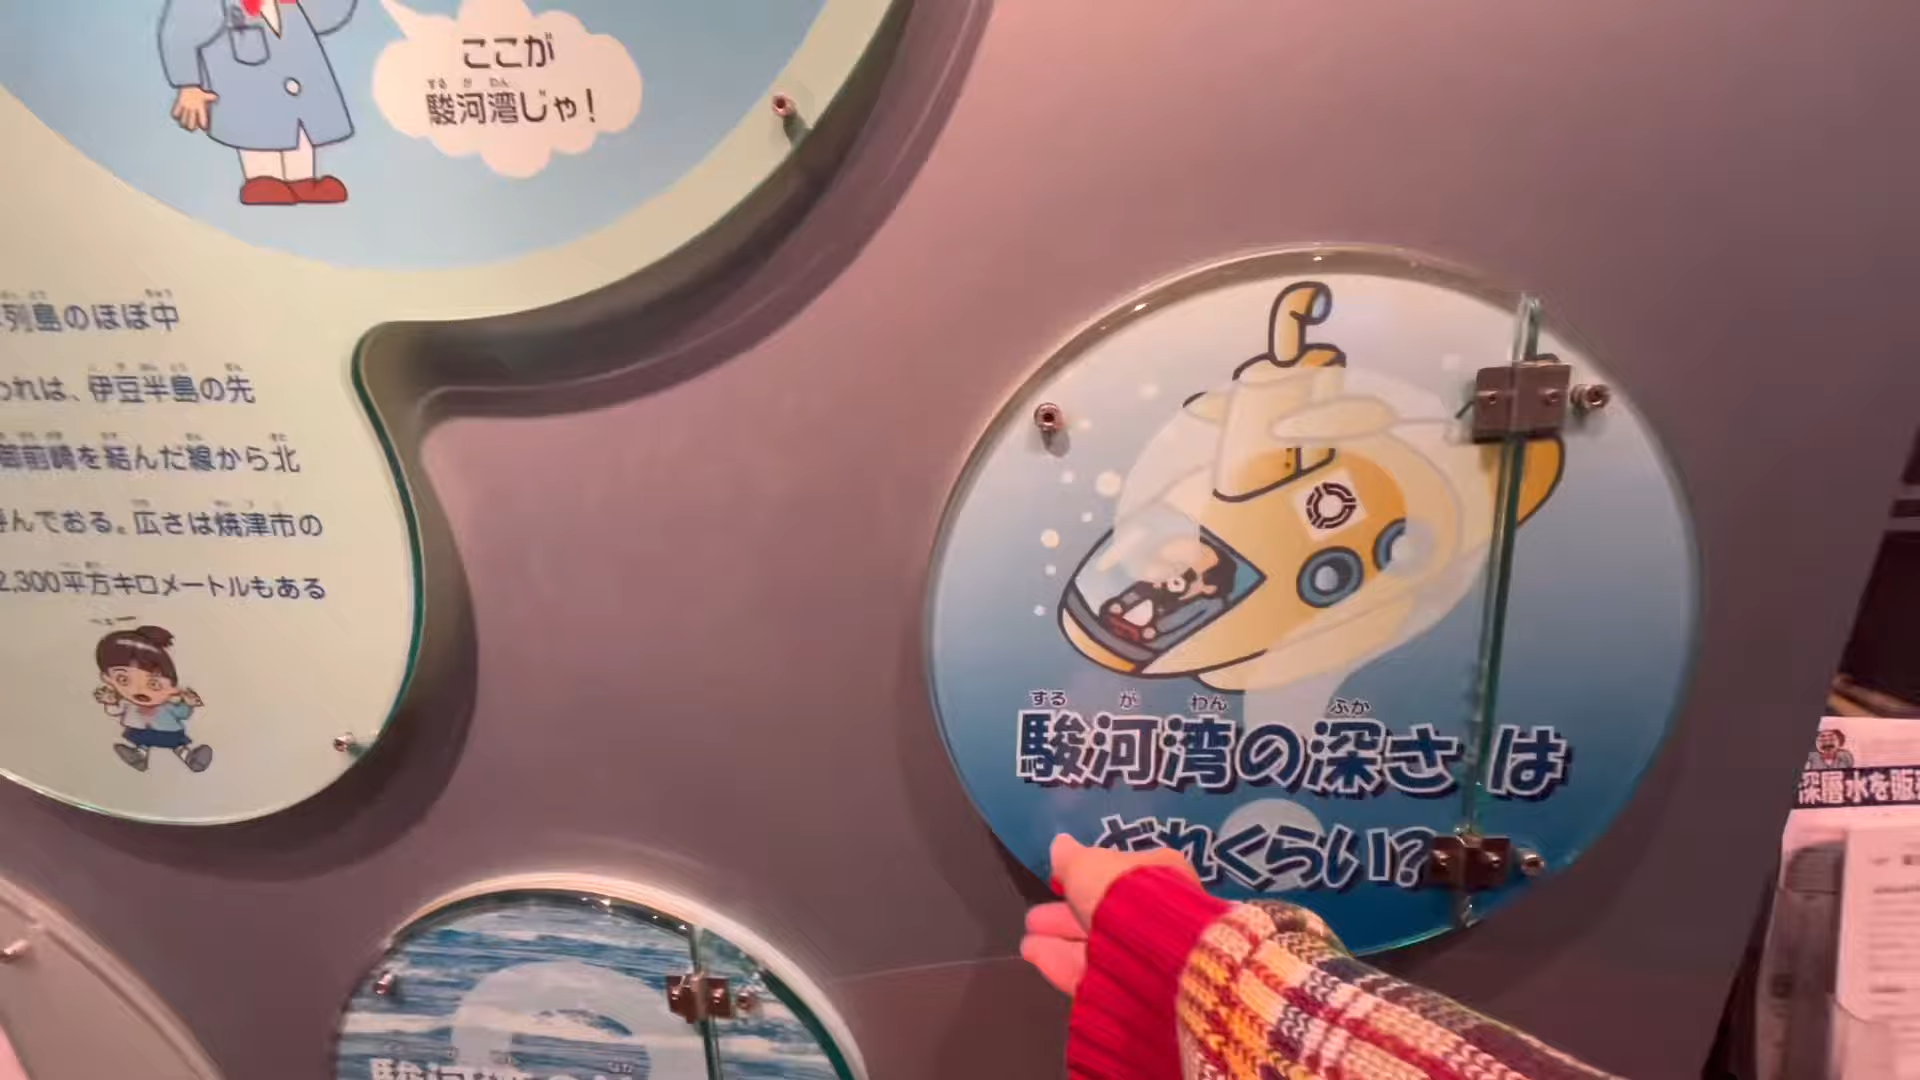 ここが
する が わん
駿河湾じゃ!
列島のほぼ中
われは、伊豆半島の先
御前崎を結んだ線から北
呼んでおる。広さは焼津市の
2,300平方キロメートルもある
する が わん ふか
駿河湾の深さは
どれくらい?
深層水を販